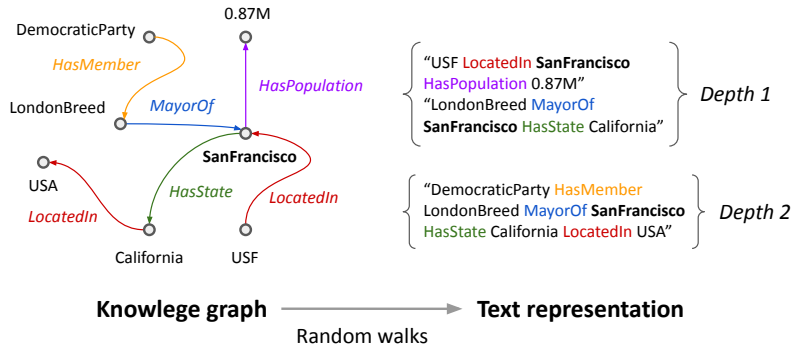 DemocraticParty
0.87M
HasMember
HasPopulation
LondonBreed
MayorOf
SanFrancisco
USA
HasState
LocatedIn
LocatedIn
California
USF
“USF LocatedIn SanFrancisco
HasPopulation 0.87M”
“LondonBreed MayorOf
SanFrancisco HasState California”
Depth 1
“DemocraticParty HasMember
LondonBreed MayorOf SanFrancisco
HasState California LocatedIn USA”
Depth 2
Knowlege graph
Random walks
Text representation